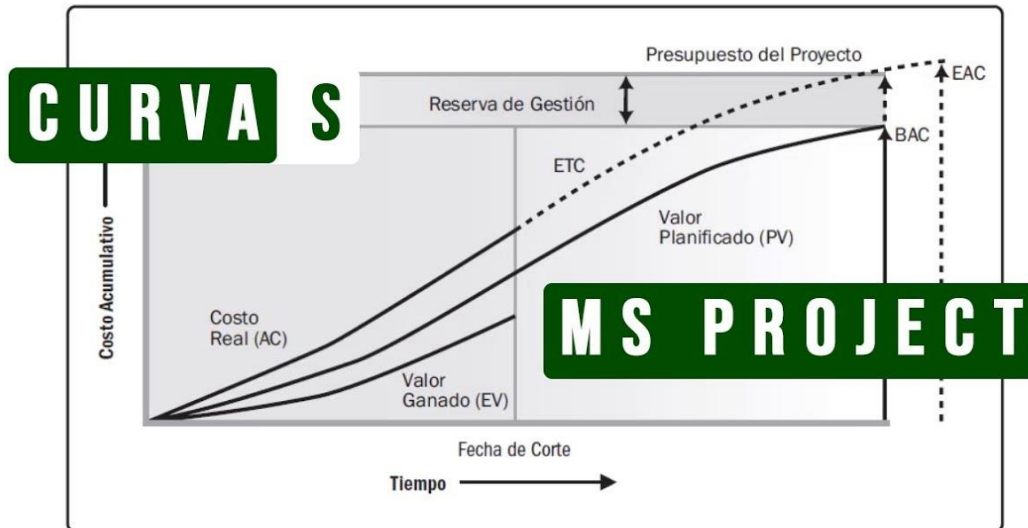 Presupuesto del Proyecto
EAC
CURVA S
Reserva de Gestión
BAC
ETC
Valor
Planificado (PV)
Costo Acumulativo
Costo
Real (AC)
MS PROJECT
Valor
Ganado (EV)
Fecha de Corte
Tiempo